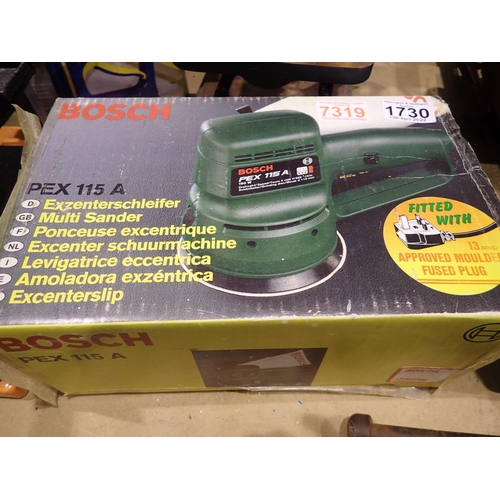 BOSCH
7319
1730
BOSCH
PEX 115 A
PEX 115 A
D Exzenterschleifer
GB Multi Sander
F Ponceuse excentrique
NL Excenter schuurmachine
I Levigatrice eccentrica
E Amoladora exzéntrica
Excenterslip
FITTED WITH
13 AMP
APPROVED MOULDED
FUSED PLUG
BOSCH
PEX 115 A